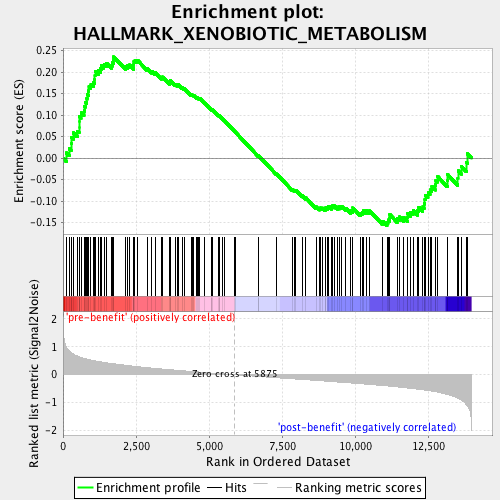 Enrichment plot:
HALLMARK_XENOBIOTIC_METABOLISM
Enrichment score (ES)
0.25
0.20
0.15
0.10
0.05
0.00
-0.05
-0.10
-0.15
'pre-benefit' (positively correlated)
Ranked list metric (Signal2Noise)
2
1
0
-1
-2
Zero cross at 5875
'post-benefit' (negatively correlated)
0
2,500
5,000
7,500
10,000
12,500
Rank in Ordered Dataset
Enrichment profile
Hits
Ranking metric scores